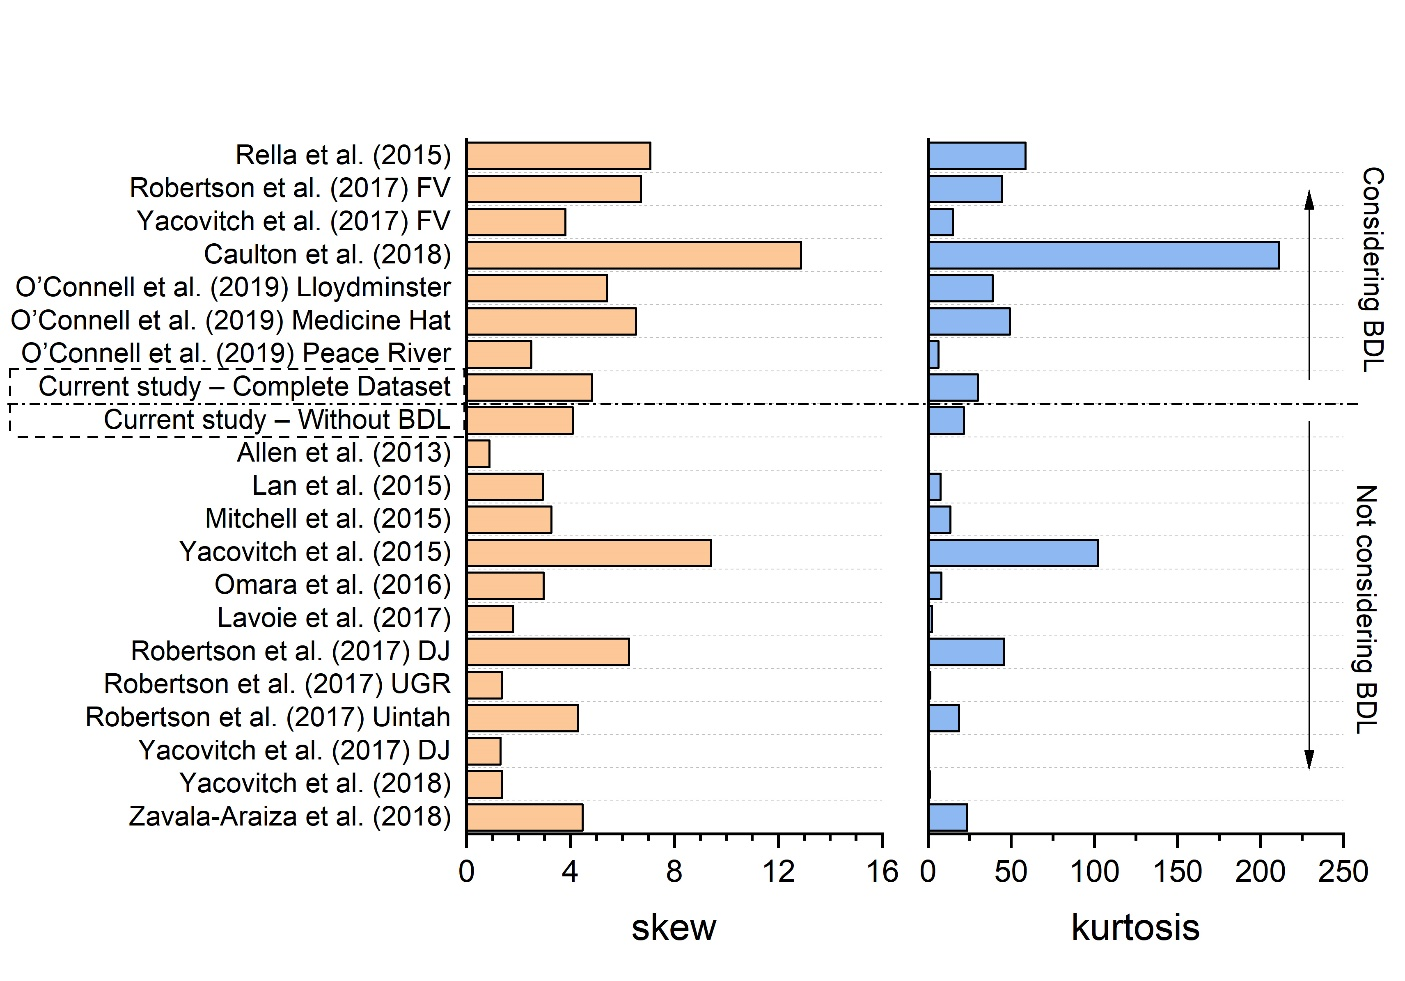 Rella et al. (2015)
Robertson et al. (2017) FV
Yacovitch et al. (2017) FV
Caulton et al. (2018)
O’Connell et al. (2019) Lloydminster
O’Connell et al. (2019) Medicine Hat
O’Connell et al. (2019) Peace River
Current study – Complete Dataset
Current study – Without BDL
Allen et al. (2013)
Lan et al. (2015)
Mitchell et al. (2015)
Yacovitch et al. (2015)
Omara et al. (2016)
Lavoie et al. (2017)
Robertson et al. (2017) DJ
Robertson et al. (2017) UGR
Robertson et al. (2017) Uintah
Yacovitch et al. (2017) DJ
Yacovitch et al. (2018)
Zavala-Araiza et al. (2018)
0 4 8 12 16
skew
0 50 100 150 200 250
kurtosis
Considering BDL
Not considering BDL